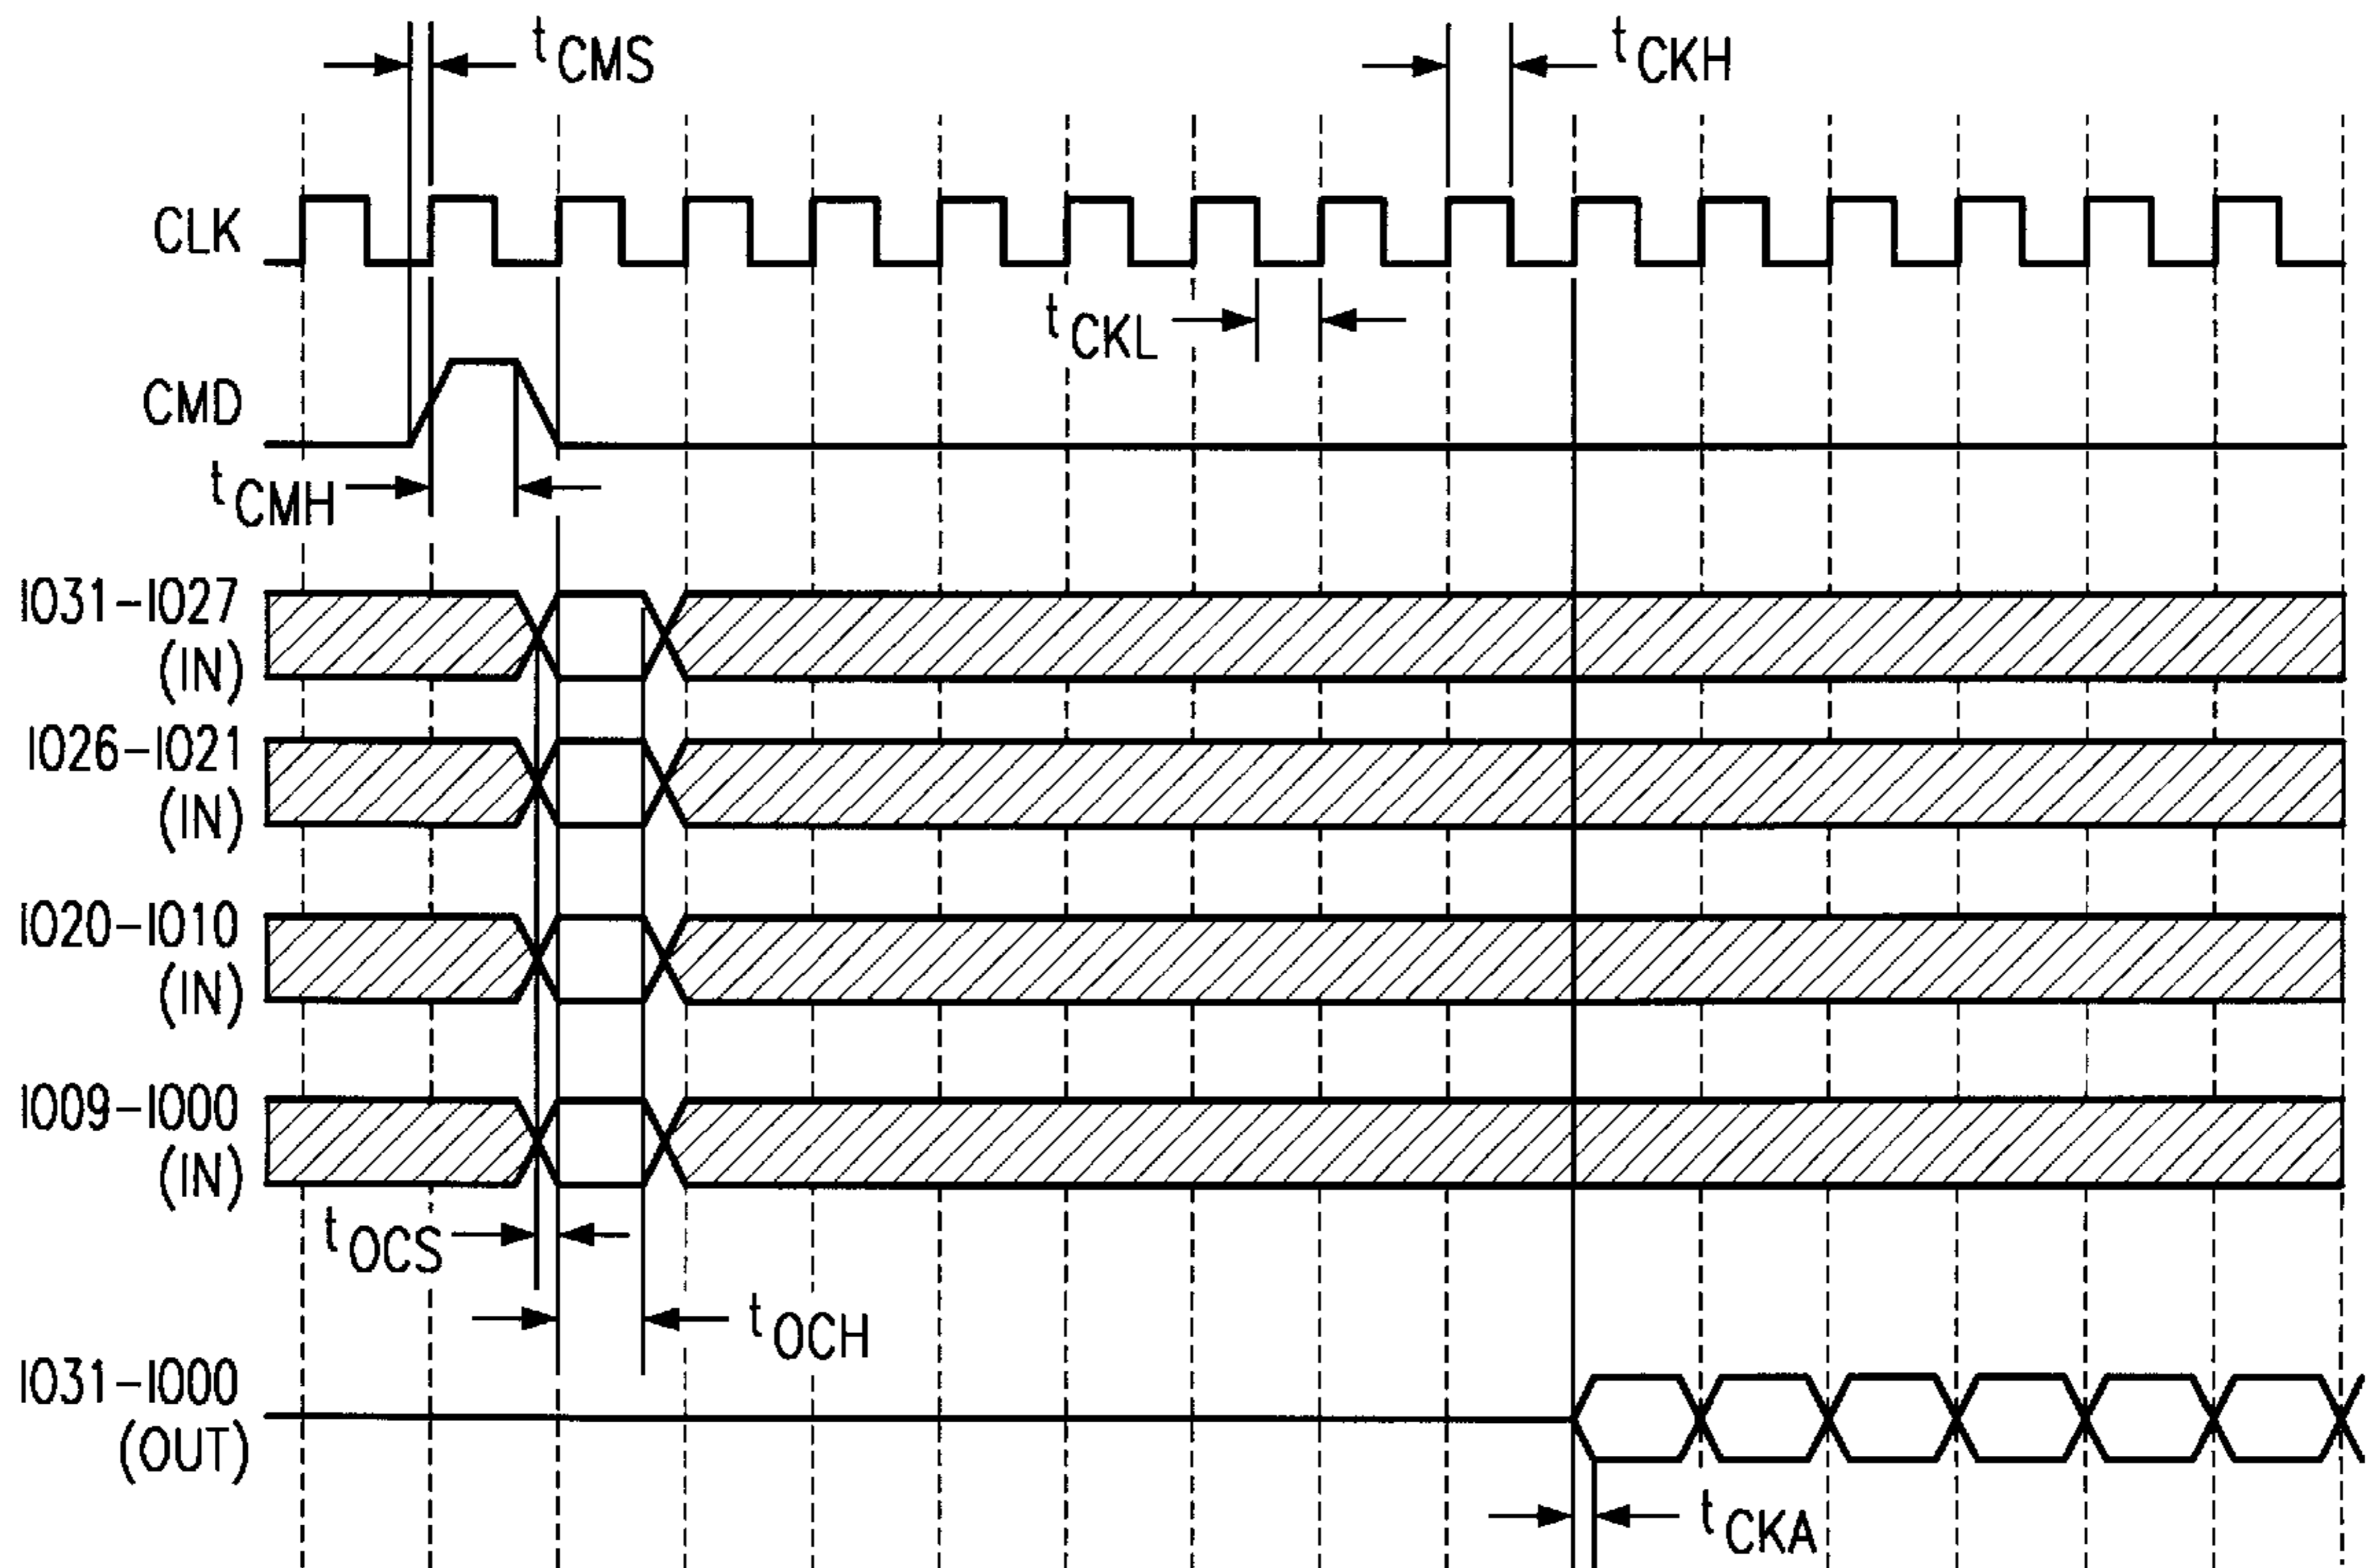 tCMS
tCKH
CLK
tCKL
CMD
tCMH
IO31-IO27
(IN)
IO26-IO21
(IN)
IO20-IO10
(IN)
IO09-IO00
(IN)
tOCS
tOCH
IO31-IO00
(OUT)
tCKA